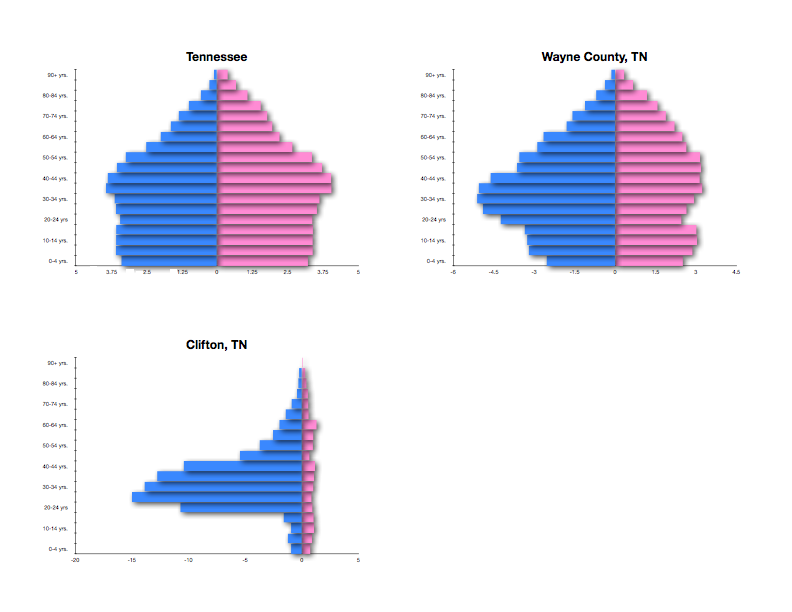 Tennessee
90+ yrs.
80-84 yrs.
70-74 yrs.
60-64 yrs.
50-54 yrs.
40-44 yrs.
30-34 yrs.
20-24 yrs
10-14 yrs.
0-4 yrs.
5 3.75 2.5 1.25 0 1.25 2.5 3.75 5
Wayne County, TN
90+ yrs.
80-84 yrs.
70-74 yrs.
60-64 yrs.
50-54 yrs.
40-44 yrs.
30-34 yrs.
20-24 yrs
10-14 yrs.
0-4 yrs.
-6 -4.5 -3 -1.5 0 1.5 3 4.5
Clifton, TN
90+ yrs.
80-84 yrs.
70-74 yrs.
60-64 yrs.
50-54 yrs.
40-44 yrs.
30-34 yrs.
20-24 yrs
10-14 yrs.
0-4 yrs.
-20 -15 -10 -5 0 5